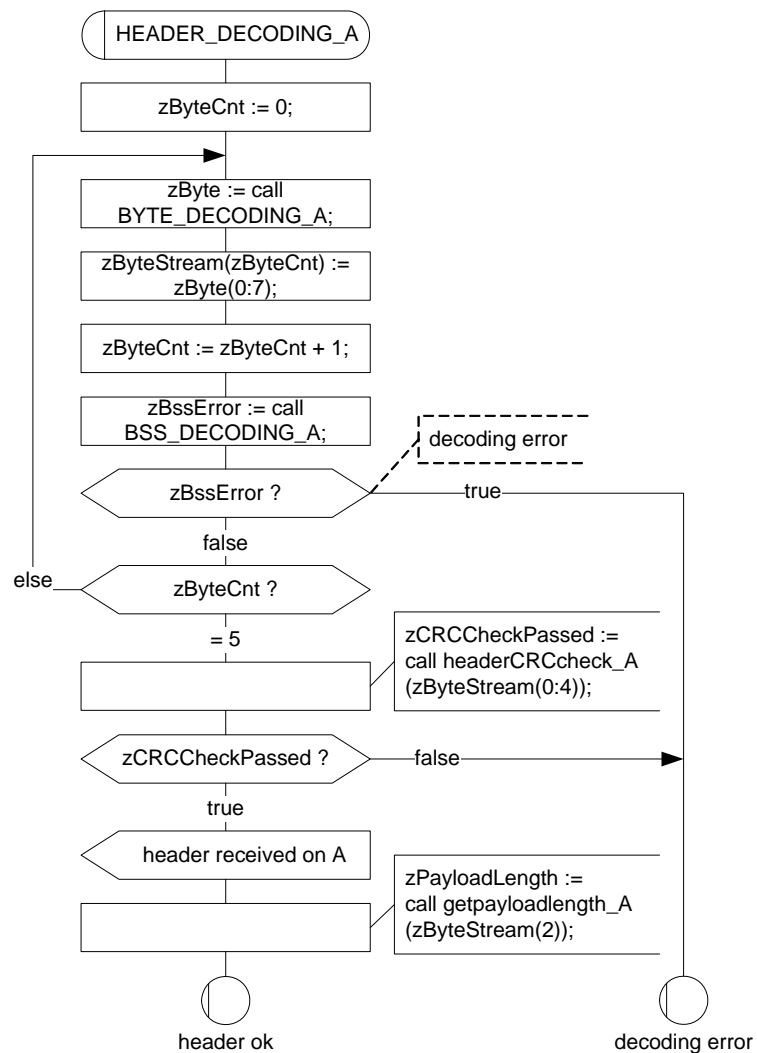 HEADER_DECODING_A
zByteCnt := 0;
zByte := call
BYTE_DECODING_A;
zByteStream(zByteCnt) :=
zByte(0:7);
zByteCnt := zByteCnt + 1;
zBssError := call
BSS_DECODING_A;
decoding error
zBssError ?
true
false
else
zByteCnt ?
= 5
zCRCCheckPassed :=
call headerCRCcheck_A
(zByteStream(0:4));
zCRCCheckPassed ?
false
true
header received on A
zPayloadLength :=
call getpayloadlength_A
(zByteStream(2));
header ok
decoding error